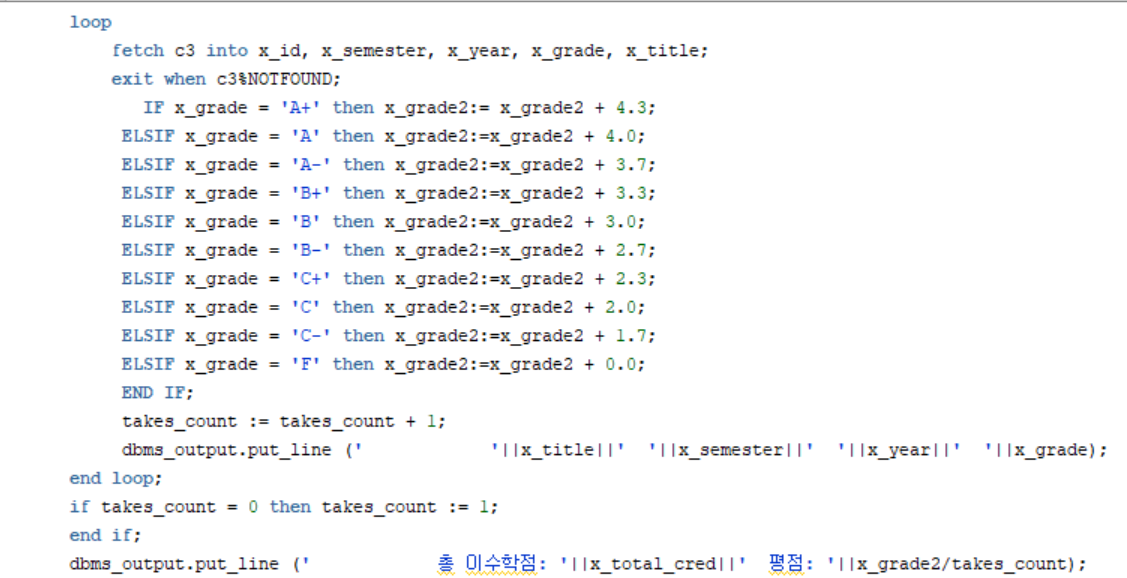 loop
fetch c3 into x_id, x_semester, x_year, x_grade, x_title;
exit when c3%NOTFOUND;
IF x_grade = 'A+' then x_grade2:= x_grade2 + 4.3;
ELSIF x_grade = 'A' then x_grade2:=x_grade2 + 4.0;
ELSIF x_grade = 'A-' then x_grade2:=x_grade2 + 3.7;
ELSIF x_grade = 'B+' then x_grade2:=x_grade2 + 3.3;
ELSIF x_grade = 'B' then x_grade2:=x_grade2 + 3.0;
ELSIF x_grade = 'B-' then x_grade2:=x_grade2 + 2.7;
ELSIF x_grade = 'C+' then x_grade2:=x_grade2 + 2.3;
ELSIF x_grade = 'C' then x_grade2:=x_grade2 + 2.0;
ELSIF x_grade = 'C-' then x_grade2:=x_grade2 + 1.7;
ELSIF x_grade = 'F' then x_grade2:=x_grade2 + 0.0;
END IF;
takes_count := takes_count + 1;
dbms_output.put_line ('            '||x_title||'  '||x_semester||'  '||x_year||'  '||x_grade);
end loop;
if takes_count = 0 then takes_count := 1;
end if;
dbms_output.put_line ('            총 이수학점: '||x_total_cred||'  평점: '||x_grade2/takes_count);